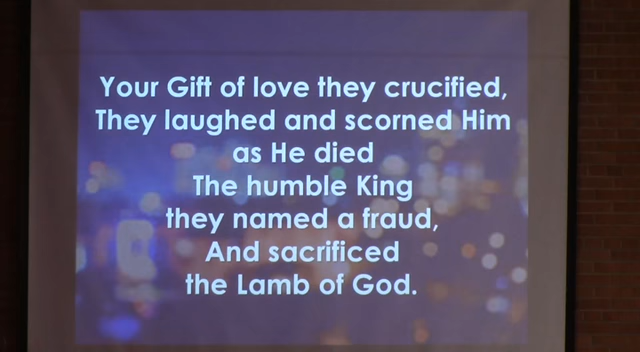 Your Gift of love they crucified,
They laughed and scorned Him
as He died
The humble King
they named a fraud,
And sacrificed
the Lamb of God.